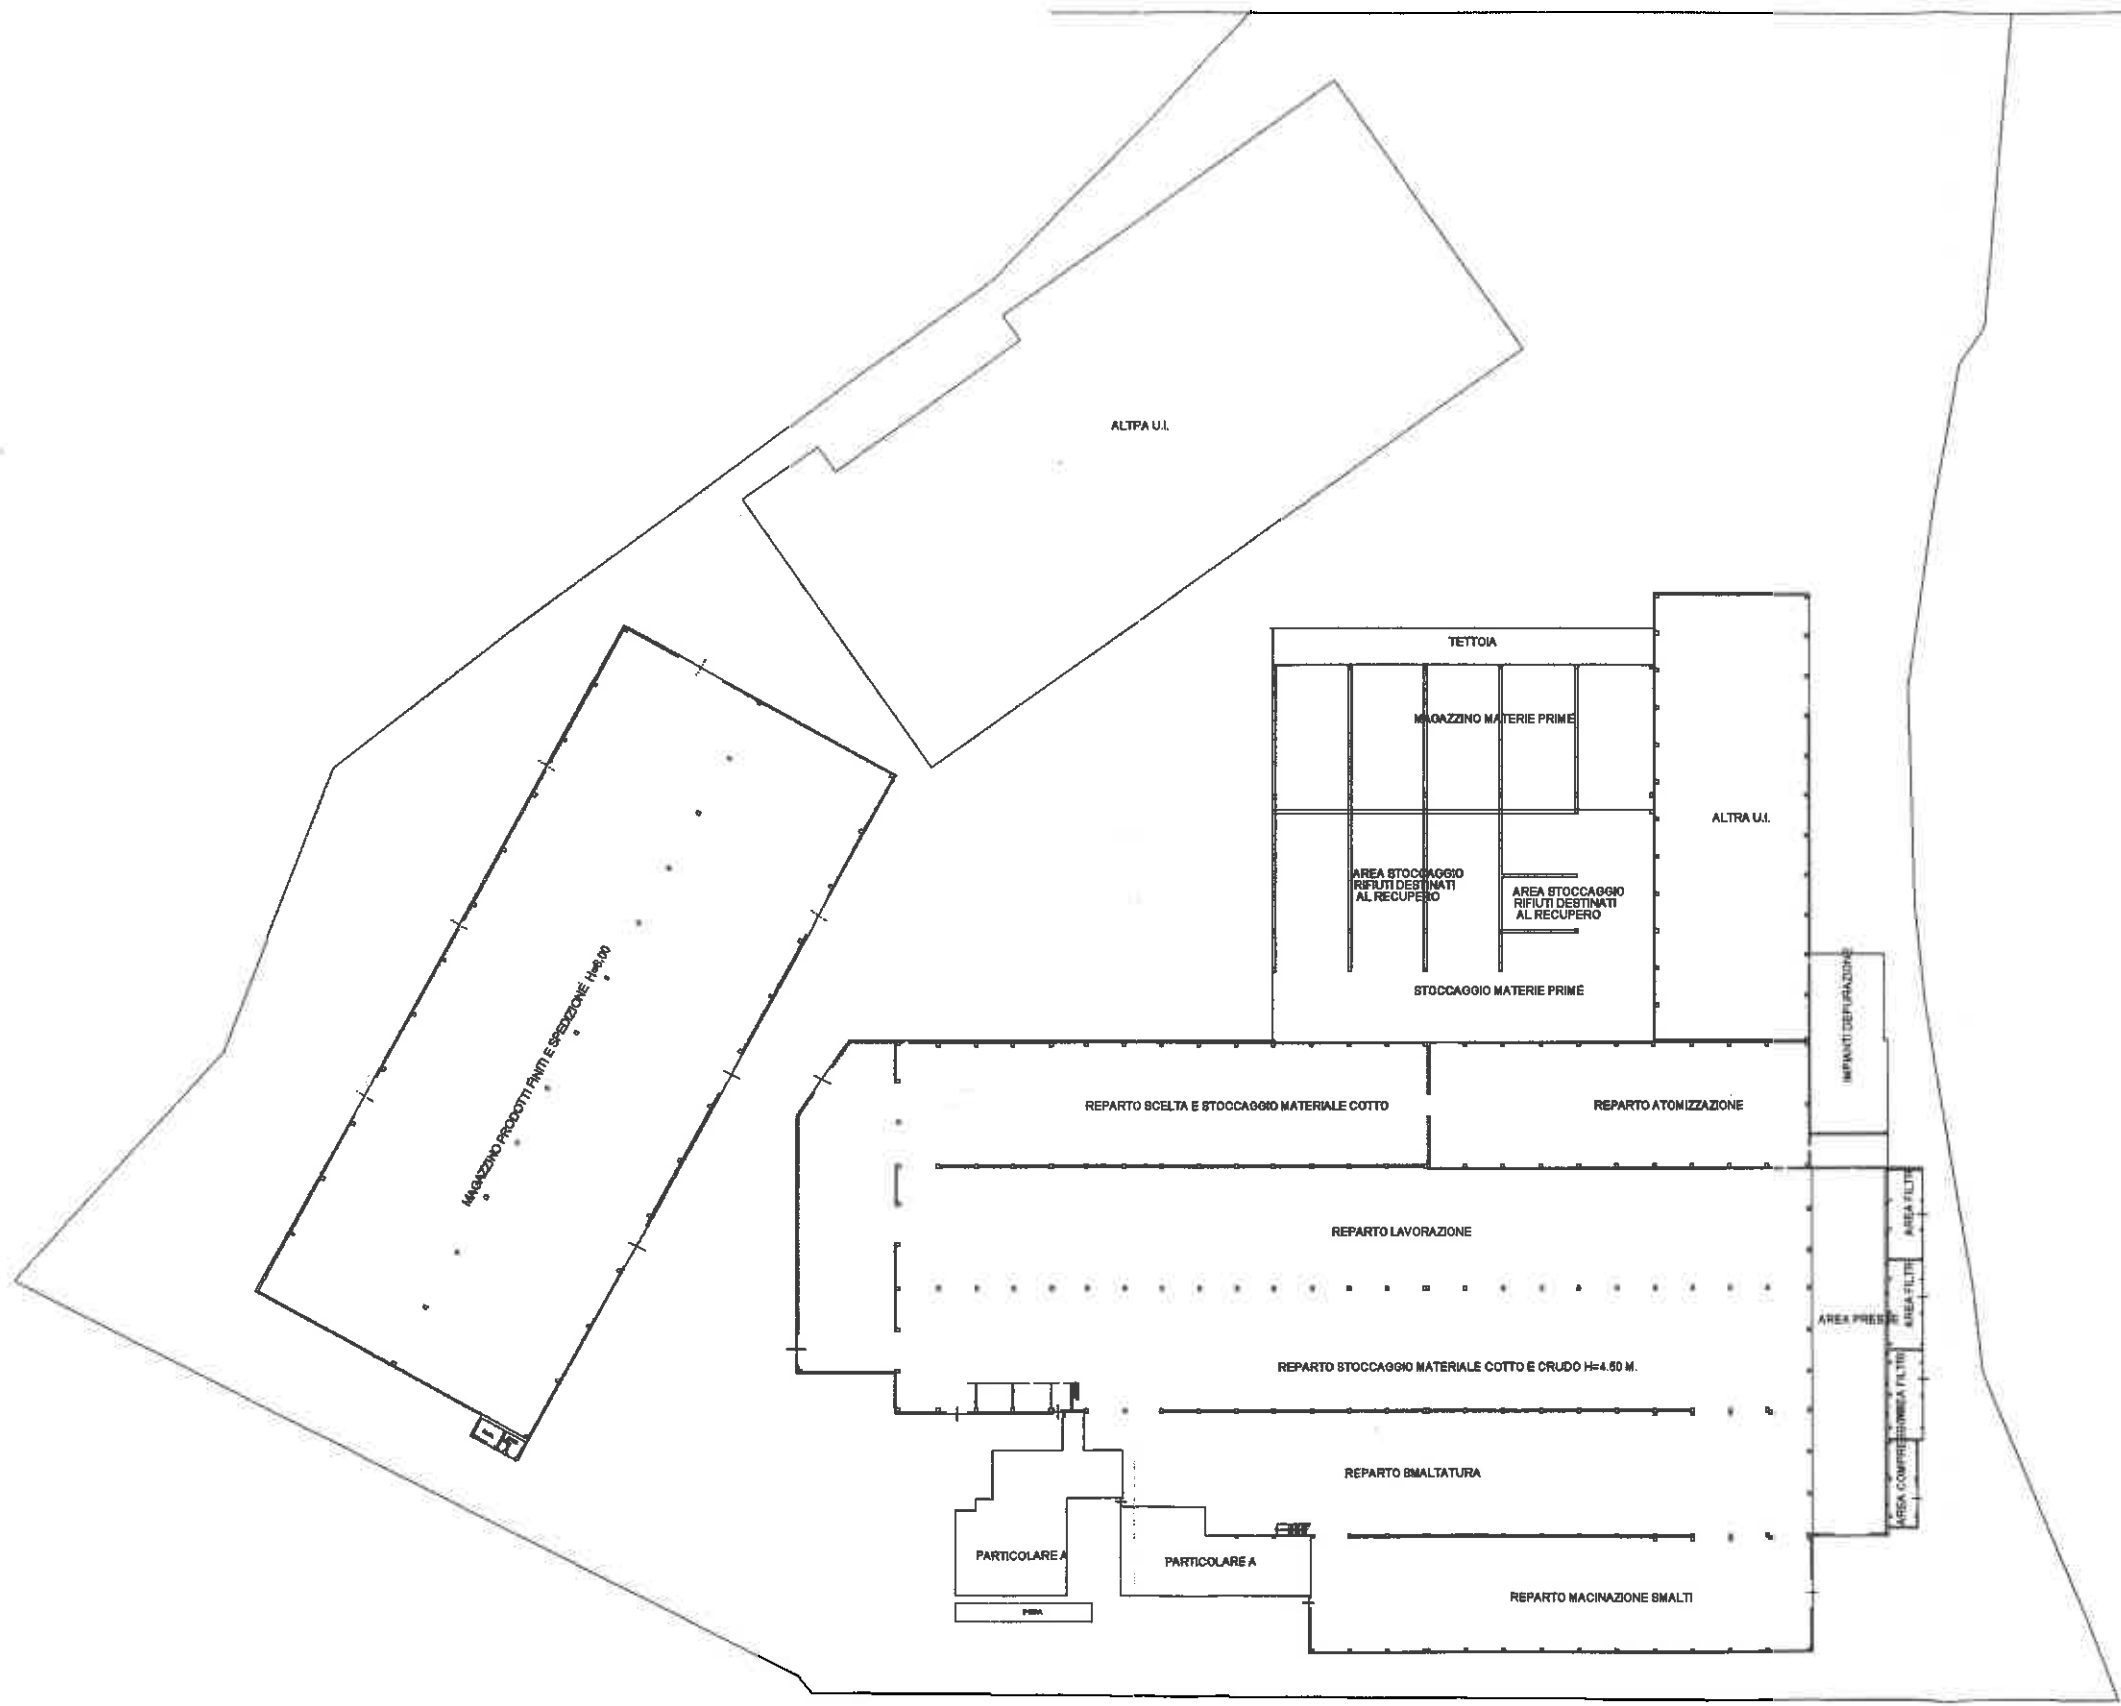 ALTRA U.I.
TETTOIA
MAGAZZINO MATERIE PRIME
ALTRA U.I.
AREA STOCCAGGIO
RIFIUTI DESTINATI
AL RECUPERO
AREA STOCCAGGIO
RIFIUTI DESTINATI
AL RECUPERO
STOCCAGGIO MATERIE PRIME
IMPIANTI DEPURAZIONE
MAGAZZINO PRODOTTI FINITI E SPEDIZIONE H=6.00
REPARTO SCELTA E STOCCAGGIO MATERIALE COTTO
REPARTO ATOMIZZAZIONE
REPARTO LAVORAZIONE
AREA FILTRI
AREA FILTRI
AREA PRESSE
REPARTO STOCCAGGIO MATERIALE COTTO E CRUDO H=4.50 M.
AREA FILTRI
REPARTO SMALTATURA
PARTICOLARE A
PARTICOLARE A
REPARTO MACINAZIONE SMALTI